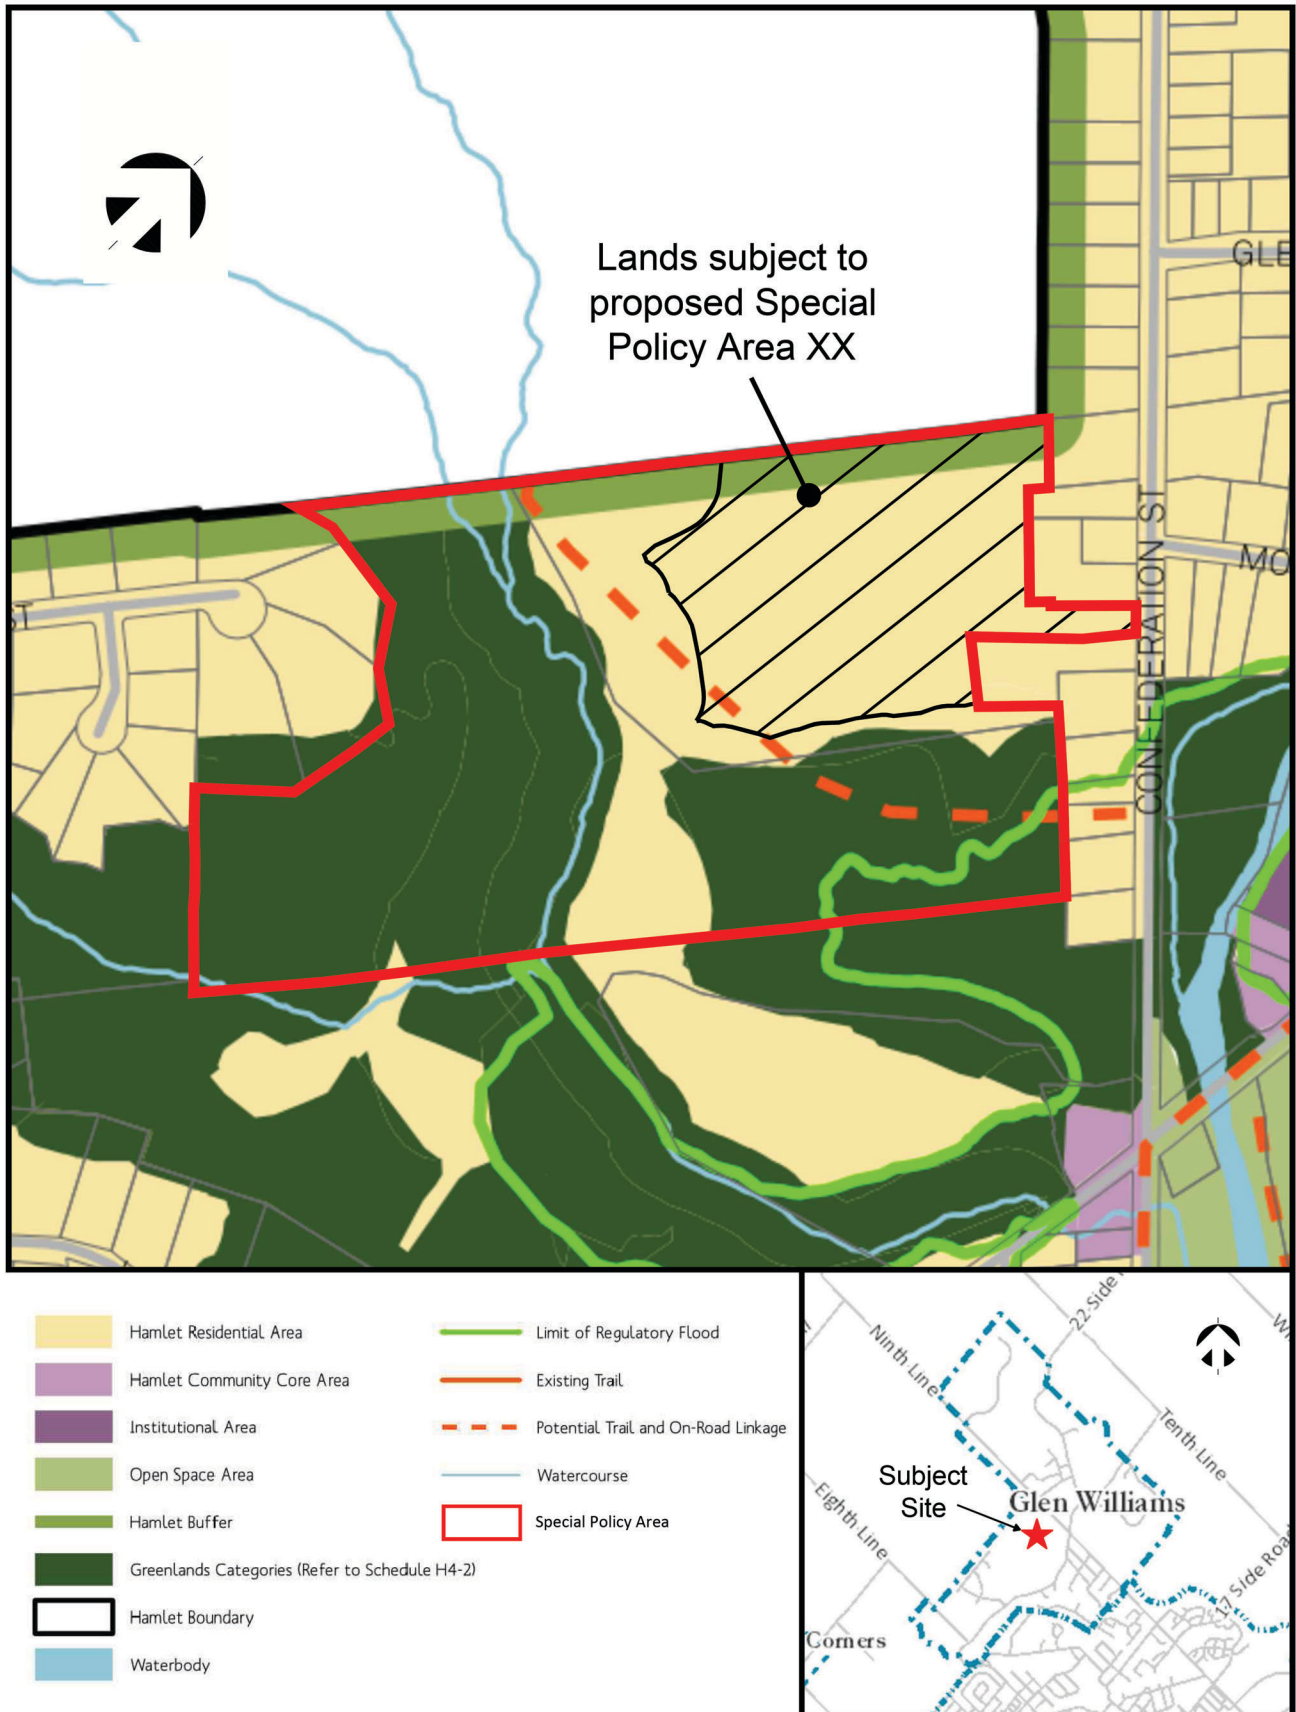 Lands subject to
proposed Special
Policy Area XX
GLE
MO
CONFEDERATION ST
ST
Hamlet Residential Area
Hamlet Community Core Area
Institutional Area
Open Space Area
Hamlet Buffer
Greenlands Categories (Refer to Schedule H4-2)
Hamlet Boundary
Waterbody
Limit of Regulatory Flood
Existing Trail
Potential Trail and On-Road Linkage
Watercourse
Special Policy Area
22-Side
Ninth-Line
Tenth-Line
Eighth-Line
Subject
Site
Glen Williams
17 Side Road
Corners